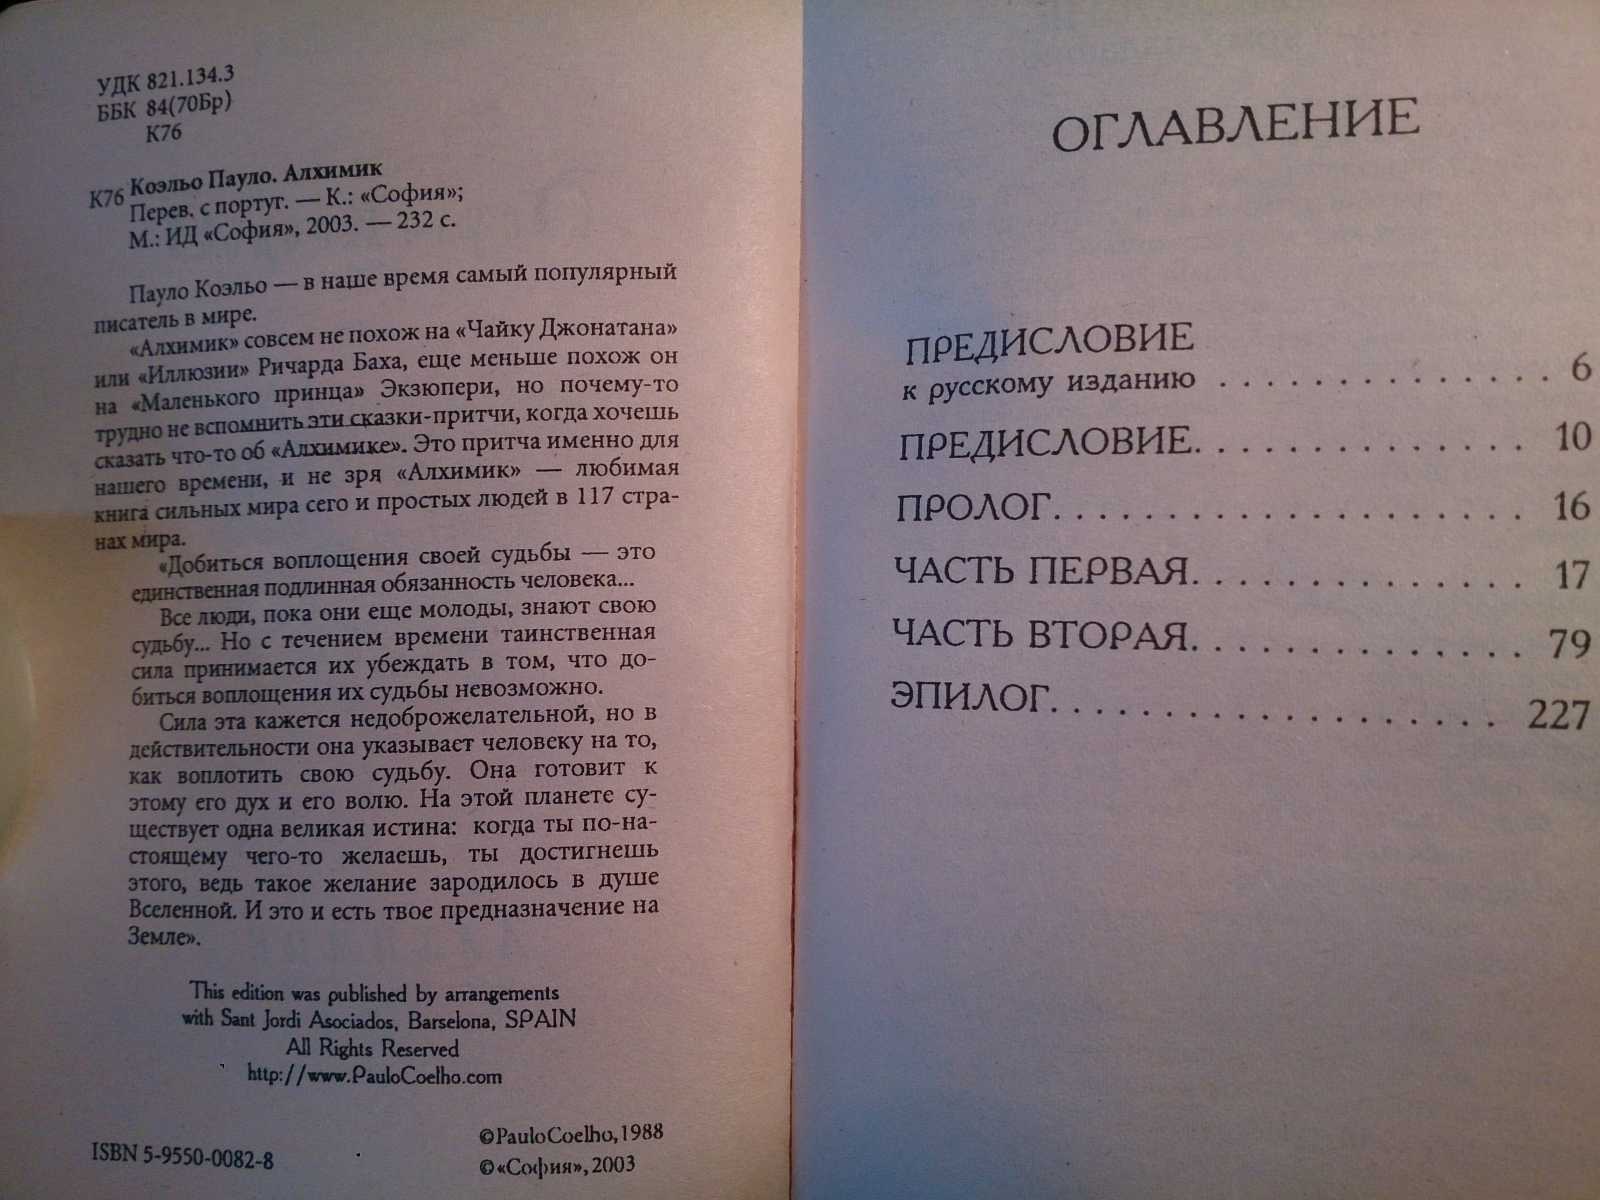 УДК 821.134.3
ББК 84(70Бр)
К76
К76 Коэльо Пауло. Алхимик
Перев. с португ. — К.: «София»;
М.: ИД «София», 2003. — 232 с.
Пауло Коэльо — в наше время самый популярный
писатель в мире.
«Алхимик» совсем не похож на «Чайку Джонатана»
или «Иллюзии» Ричарда Баха, еще меньше похож он
на «Маленького принца» Экзюпери, но почему-то
трудно не вспомнить эти сказки-притчи, когда хочешь
сказать что-то об «Алхимике». Это притча именно для
нашего времени, и не зря «Алхимик» — любимая
книга сильных мира сего и простых людей в 117 стра-
нах мира.
«Добиться воплощения своей судьбы — это
единственная подлинная обязанность человека...
Все люди, пока они еще молоды, знают свою
судьбу... Но с течением времени таинственная
сила принимается их убеждать в том, что до-
биться воплощения их судьбы невозможно.
Сила эта кажется недоброжелательной, но в
действительности она указывает человеку на то,
как воплотить свою судьбу. Она готовит к
этому его дух и его волю. На этой планете су-
ществует одна великая истина: когда ты по-на-
стоящему чего-то желаешь, ты достигнешь
этого, ведь такое желание зародилось в душе
Вселенной. И это и есть твое предназначение на
Земле».
This edition was published by arrangements
with Sant Jordi Asociados, Barselona, SPAIN
All Rights Reserved
http://www.PauloCoelho.com
©PauloCoelho,1988
ISBN 5-9550-0082-8
©«София», 2003
ОГЛАВЛЕНИЕ
ПРЕДИСЛОВИЕ
к русскому изданию . . . . . . . . . . . . . . . 6
ПРЕДИСЛОВИЕ. . . . . . . . . . . . . . . 10
ПРОЛОГ. . . . . . . . . . . . . . . . . . . . . 16
ЧАСТЬ ПЕРВАЯ. . . . . . . . . . . . . . . 17
ЧАСТЬ ВТОРАЯ. . . . . . . . . . . . . . . 79
ЭПИЛОГ. . . . . . . . . . . . . . . . . . . . 227